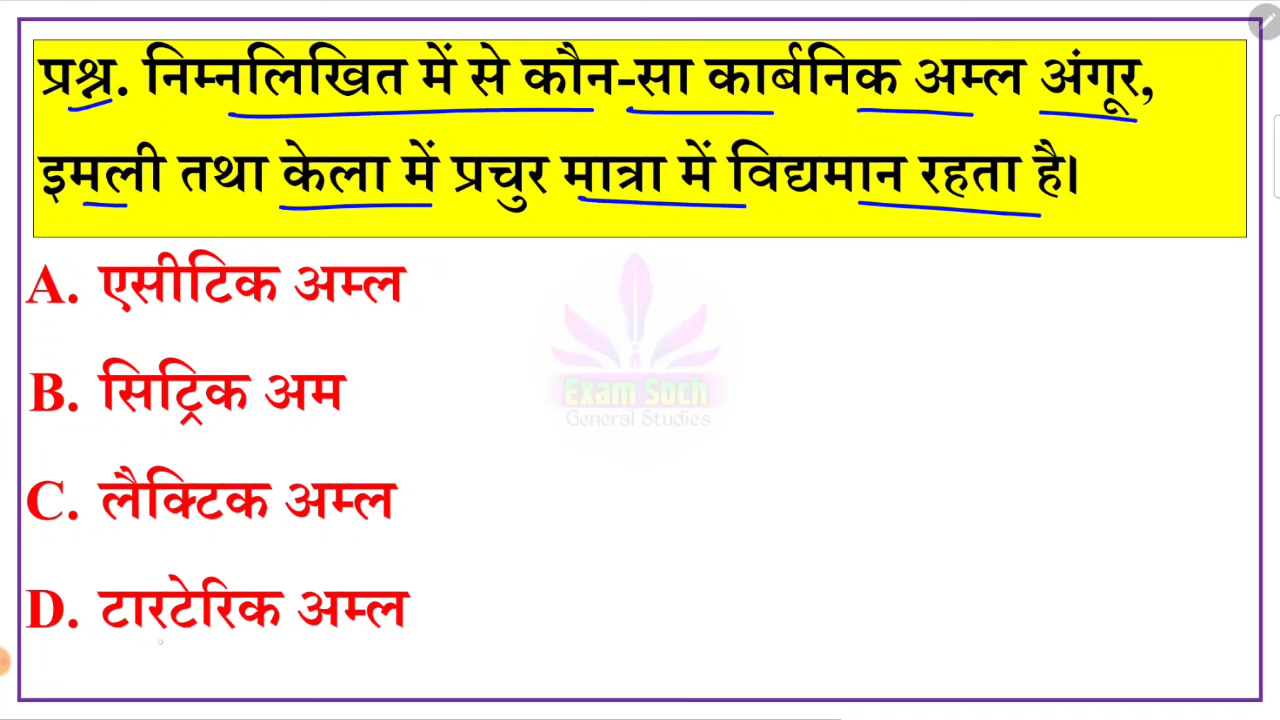 प्रश्न. निम्नलिखित में से कौन-सा कार्बनिक अम्ल अंगूर,
इमली तथा केला में प्रचुर मात्रा में विद्यमान रहता है।
A. एसीटिक अम्ल
Exam Such
General Studies
B. सिट्रिक अम
C. लैक्टिक अम्ल
D. टारटेरिक अम्ल